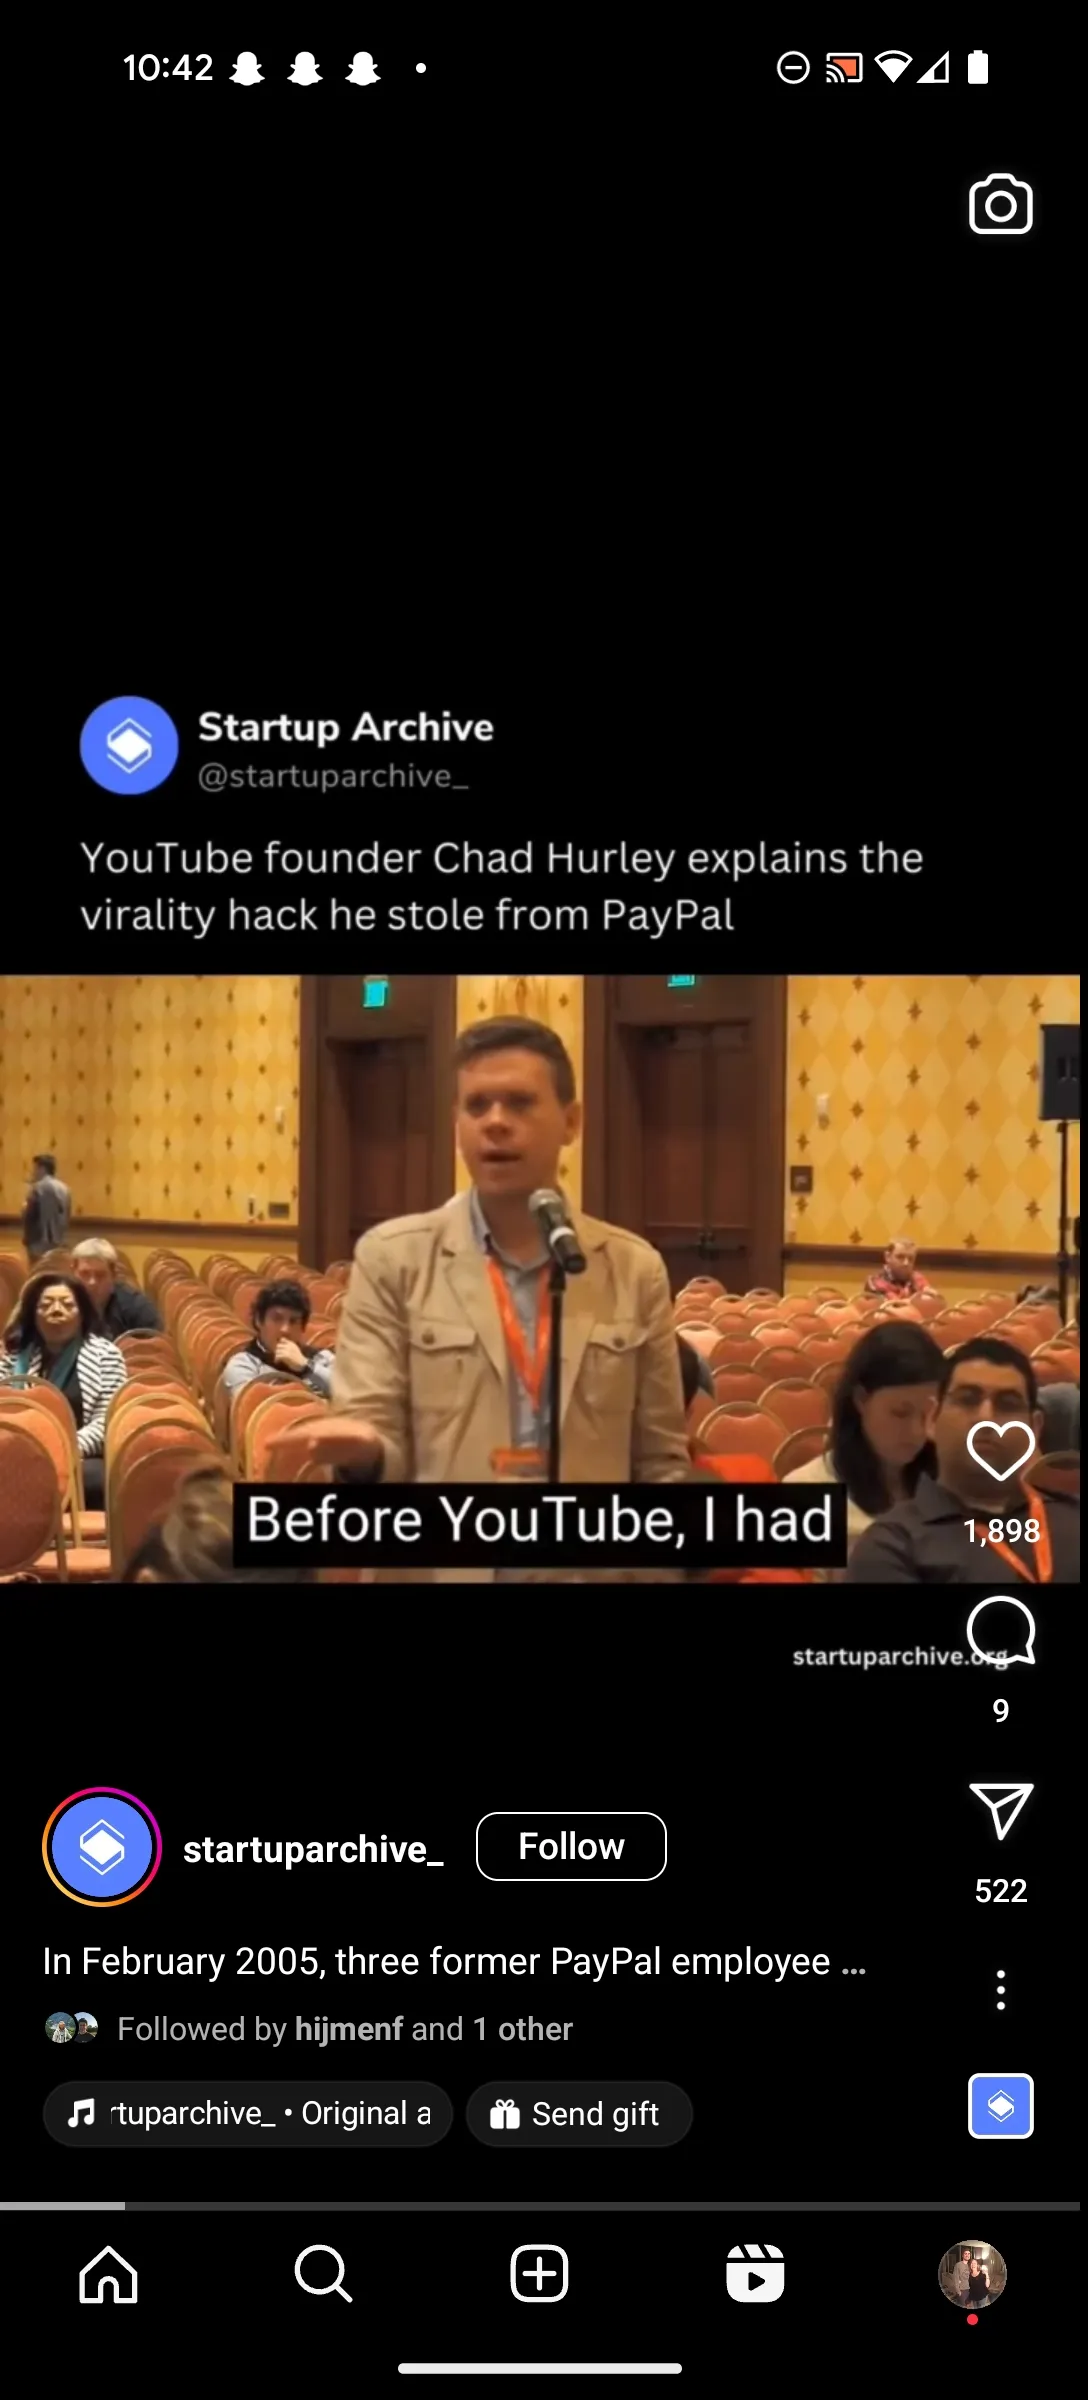 10:42
Startup Archive
@startuparchive_
YouTube founder Chad Hurley explains the
virality hack he stole from PayPal
Before YouTube, I had
1,898
startuparchive.org
9
startuparchive_
Follow
522
In February 2005, three former PayPal employee ...
Followed by hijmenf and 1 other
rtuparchive_ • Original a
Send gift